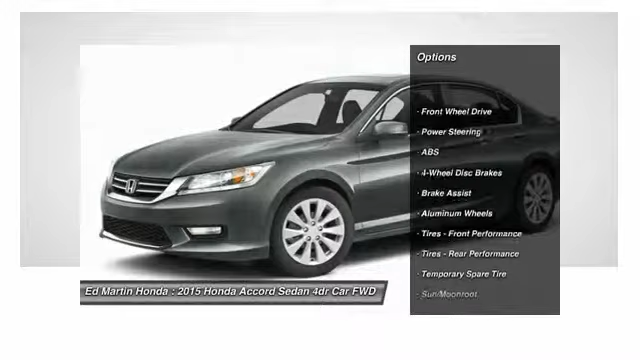 Options
· Front Wheel Drive
· Power Steering
· ABS
· 4-Wheel Disc Brakes
· Brake Assist
· Aluminum Wheels
· Tires - Front Performance
· Tires - Rear Performance
· Temporary Spare Tire
· Sun/Moonroof
Ed Martin Honda : 2015 Honda Accord Sedan 4dr Car FWD